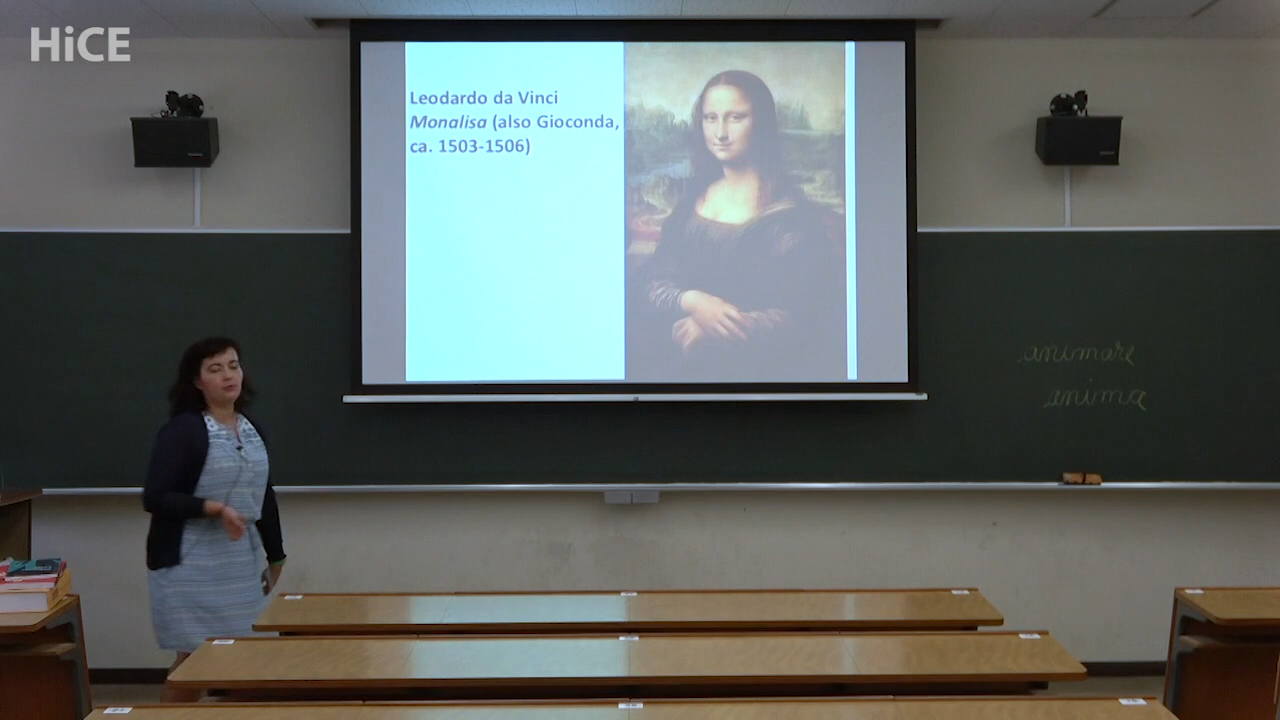 HiCE
Leodardo da Vinci
Monalisa (also Gioconda,
ca. 1503-1506)
animare
anima